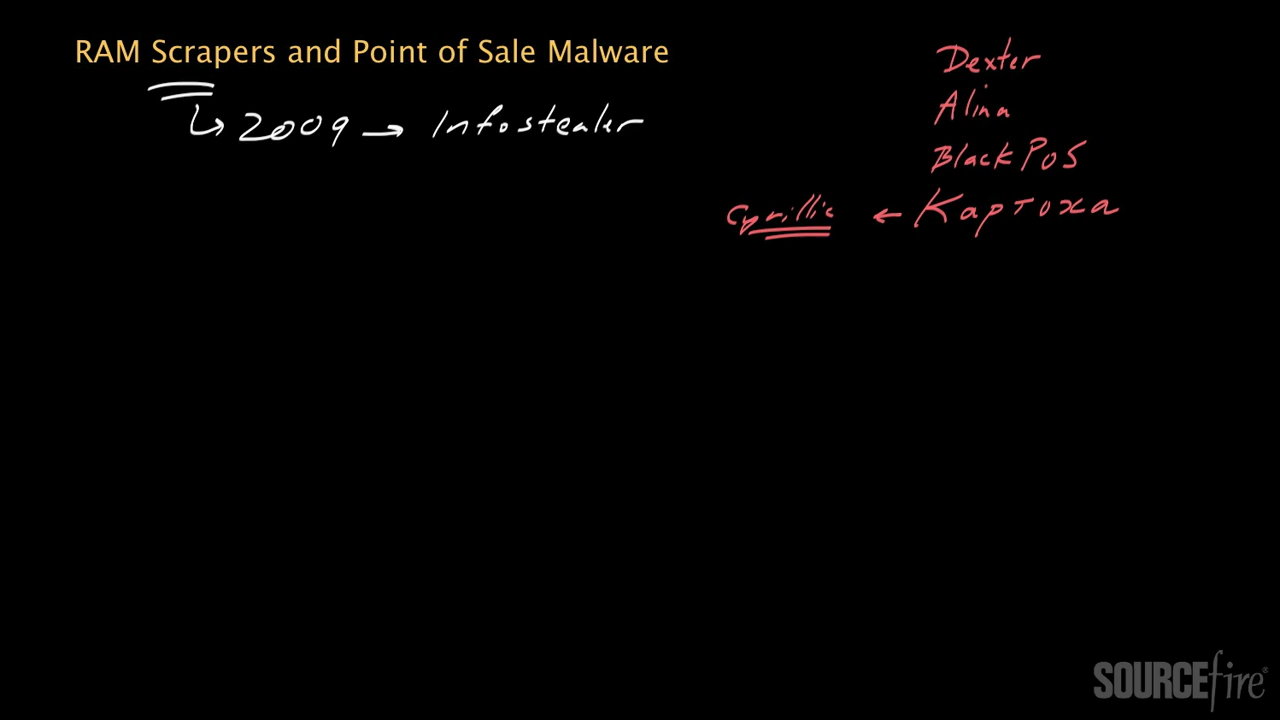 RAM Scrapers and Point of Sale Malware
↳ 2009 → Infostealer
Dexter
Alina
BlackPoS
Cyrillic ← Картоха
SOURCEfire®